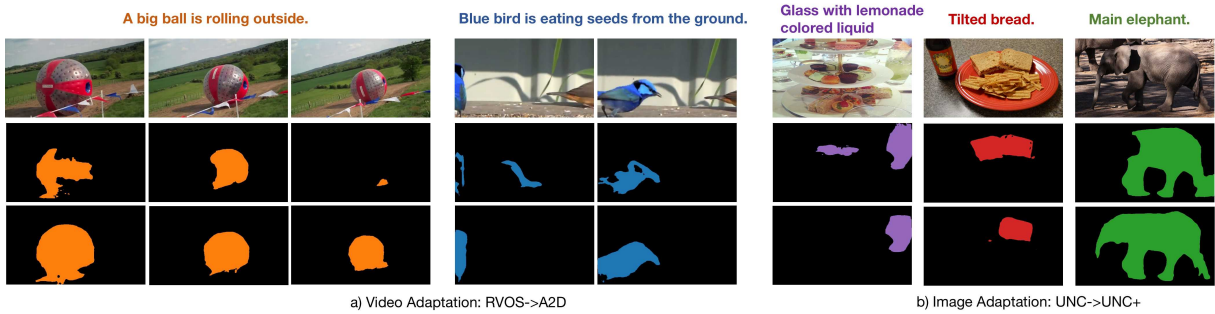 A big ball is rolling outside.
Blue bird is eating seeds from the ground.
Glass with lemonade
colored liquid
Tilted bread.
Main elephant.
a) Video Adaptation: RVOS->A2D
b) Image Adaptation: UNC->UNC+